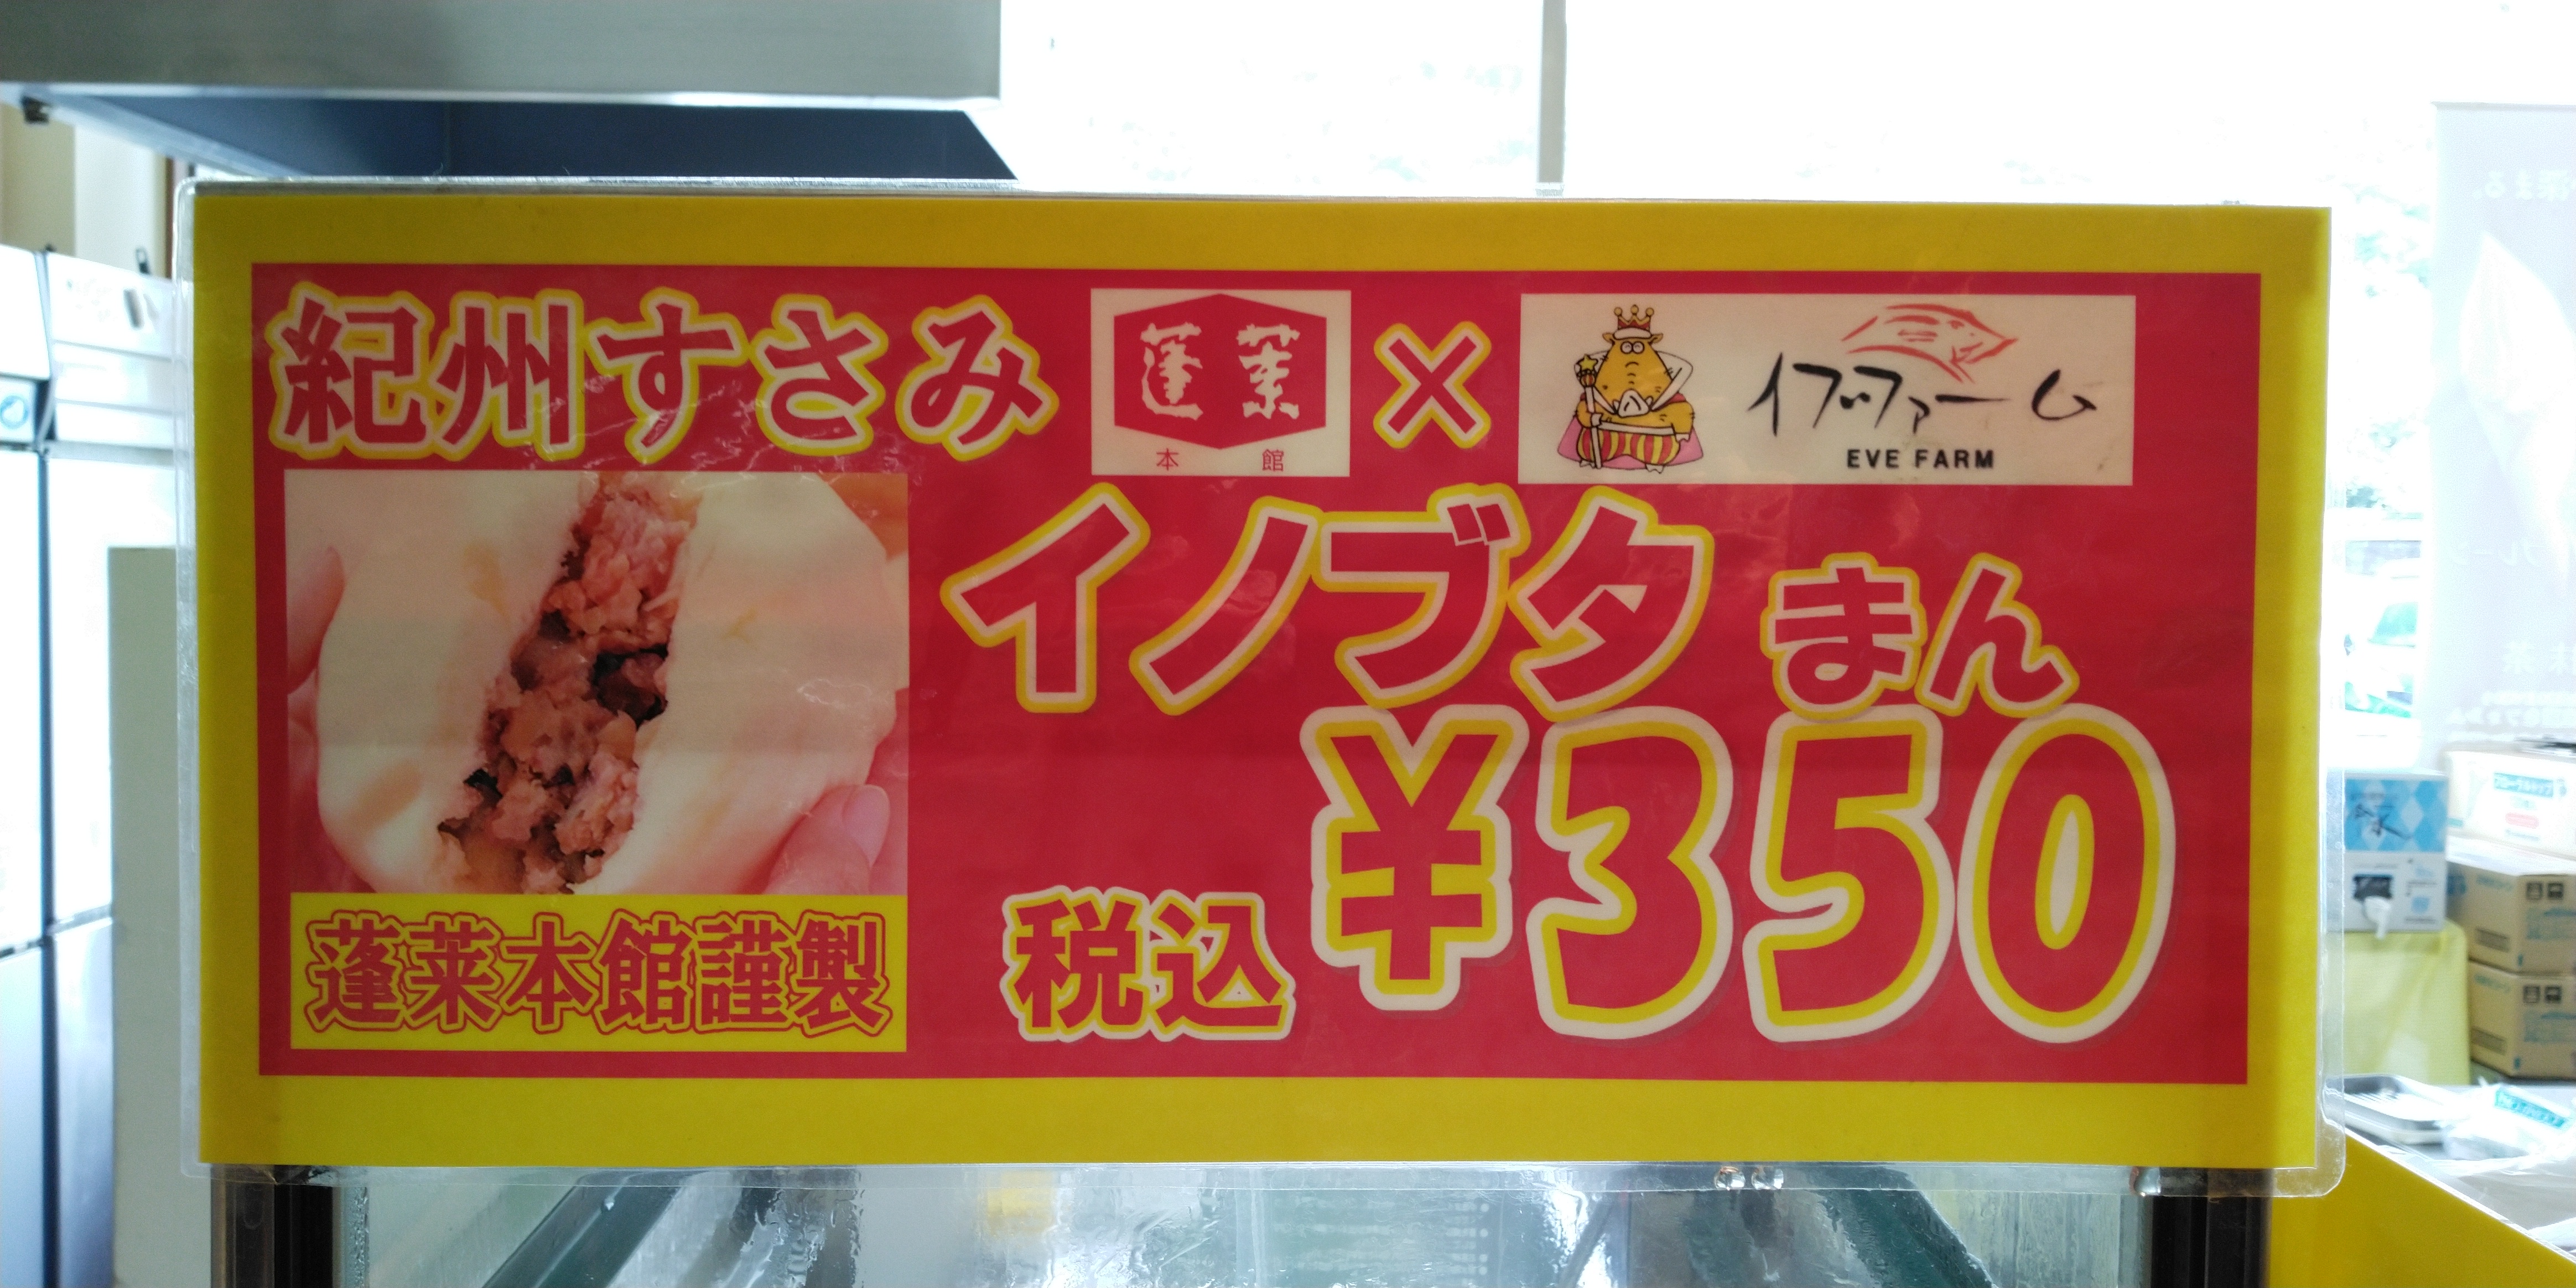 紀州すさみ 蓬莱 本館 × イブファーム
EVE FARM
イノブタまん
税込¥350
蓬莱本館謹製